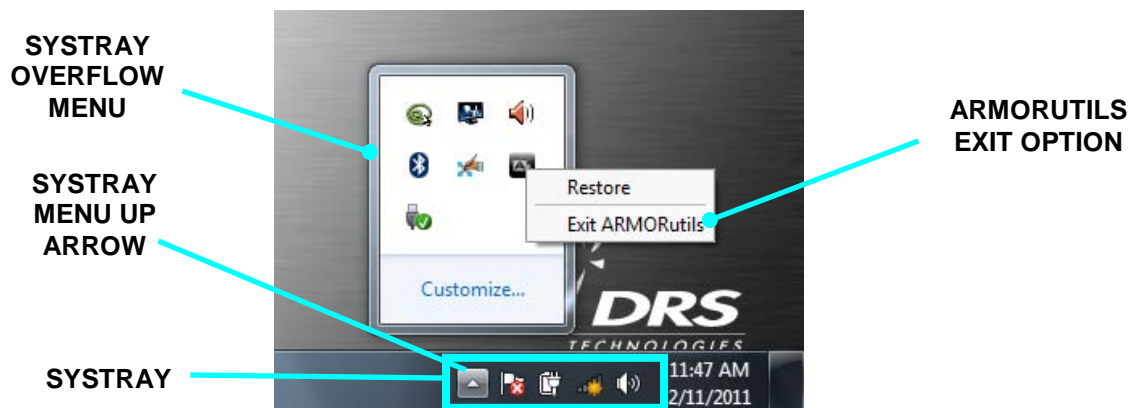 SYSTRAY
OVERFLOW
MENU
SYSTRAY
MENU UP
ARROW
SYSTRAY
ARMORUTILS
EXIT OPTION
Restore
Exit ARMORutils
Customize...
DRS
TECHNOLOGIES
11:47 AM
2/11/2011